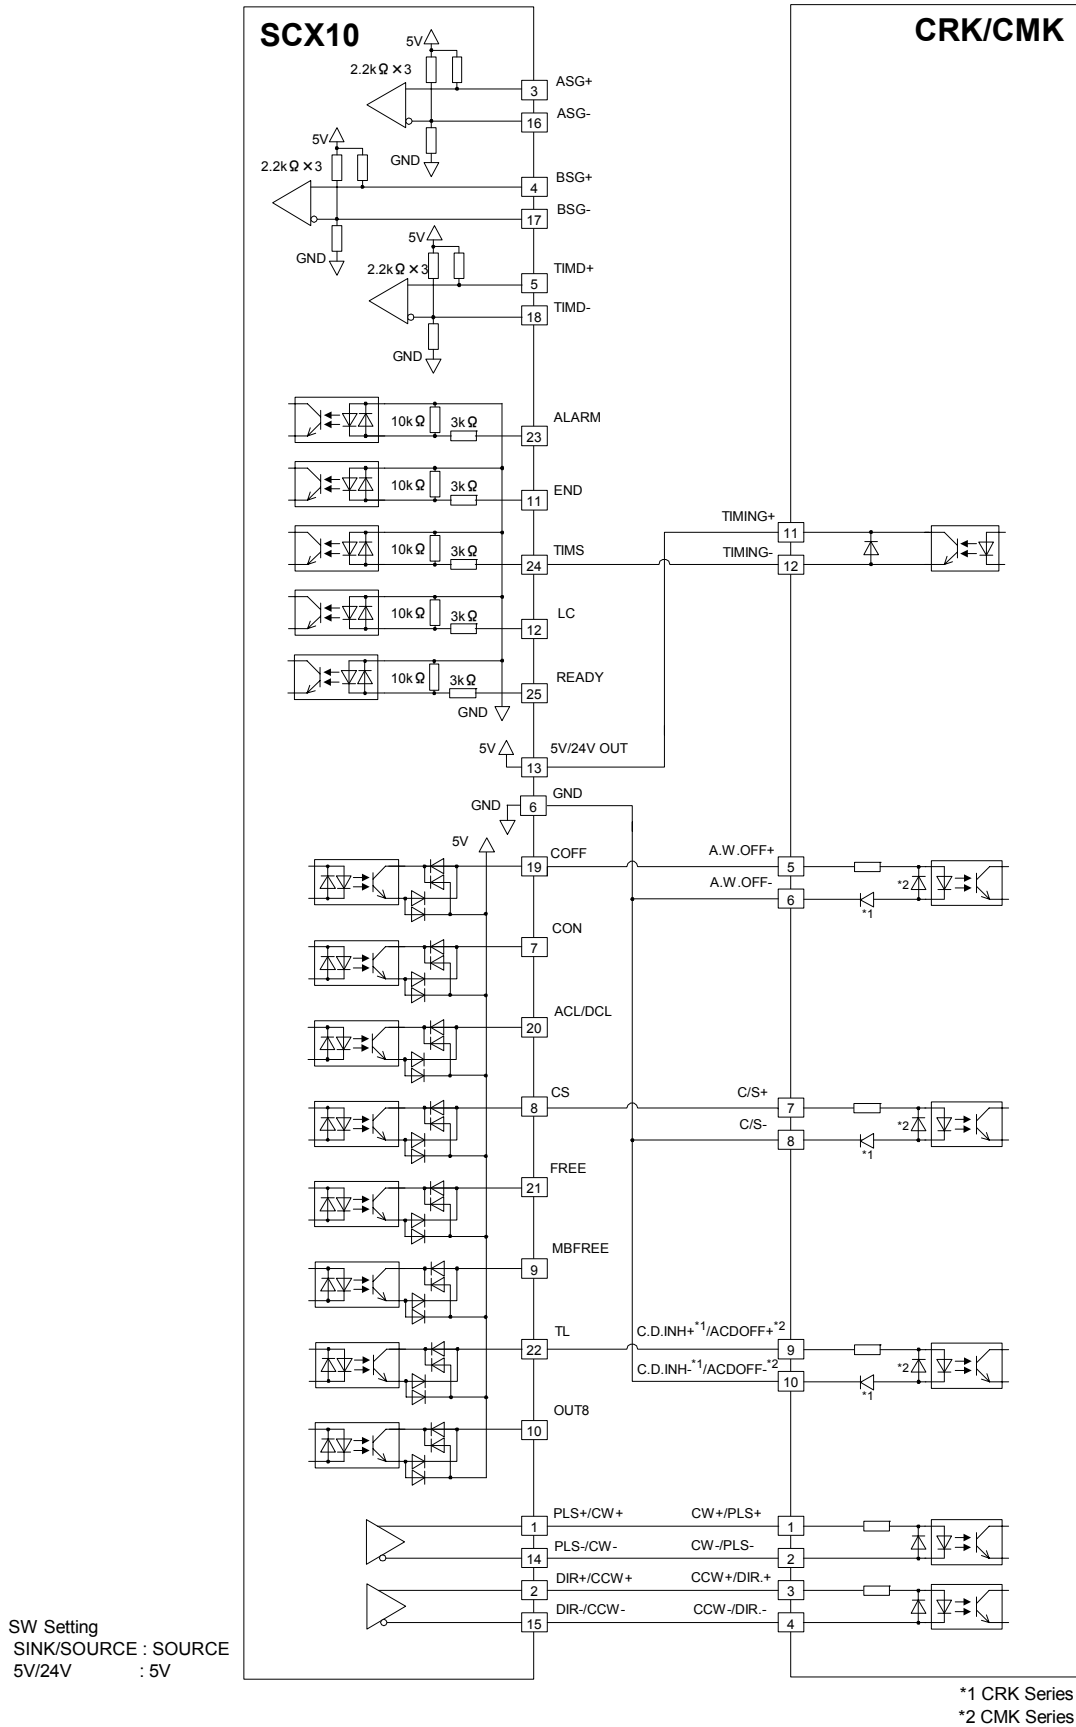 SCX10
CRK/CMK
5V
2.2kΩ×3
3
ASG+
16
ASG-
GND
5V
2.2kΩ×3
4
BSG+
17
BSG-
GND
5V
2.2kΩ×3
5
TIMD+
18
TIMD-
GND
10kΩ 3kΩ
ALARM
23
10kΩ 3kΩ
END
11
10kΩ 3kΩ
TIMS
24
TIMING+
11
TIMING-
12
10kΩ 3kΩ
LC
12
10kΩ 3kΩ
READY
25
GND
5V
5V/24V OUT
13
GND
GND
6
5V
COFF
19
A.W.OFF+
5
A.W.OFF-
6
*2
*1
CON
7
ACL/DCL
20
CS
8
C/S+
7
C/S-
8
*2
*1
FREE
21
MBFREE
9
TL
22
C.D.INH+*1/ACDOFF+*2
9
C.D.INH-*1/ACDOFF-*2
10
*2
*1
OUT8
10
PLS+/CW+
1
CW+/PLS+
1
PLS-/CW-
14
CW-/PLS-
2
DIR+/CCW+
2
CCW+/DIR.+
3
DIR-/CCW-
15
CCW-/DIR.-
4
SW Setting
SINK/SOURCE : SOURCE
5V/24V : 5V
*1 CRK Series
*2 CMK Series